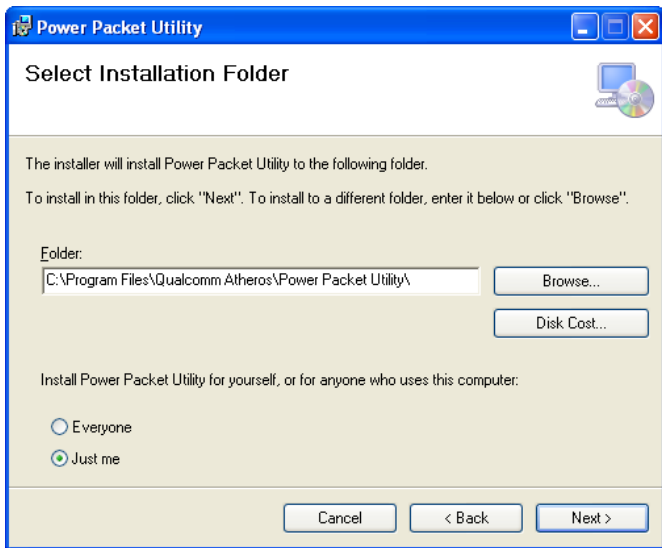 Power Packet Utility
Select Installation Folder
The installer will install Power Packet Utility to the following folder.
To install in this folder, click "Next". To install to a different folder, enter it below or click "Browse".
Folder:
C:\Program Files\Qualcomm Atheros\Power Packet Utility\
Browse...
Disk Cost...
Install Power Packet Utility for yourself, or for anyone who uses this computer:
Everyone
Just me
Cancel
< Back
Next >